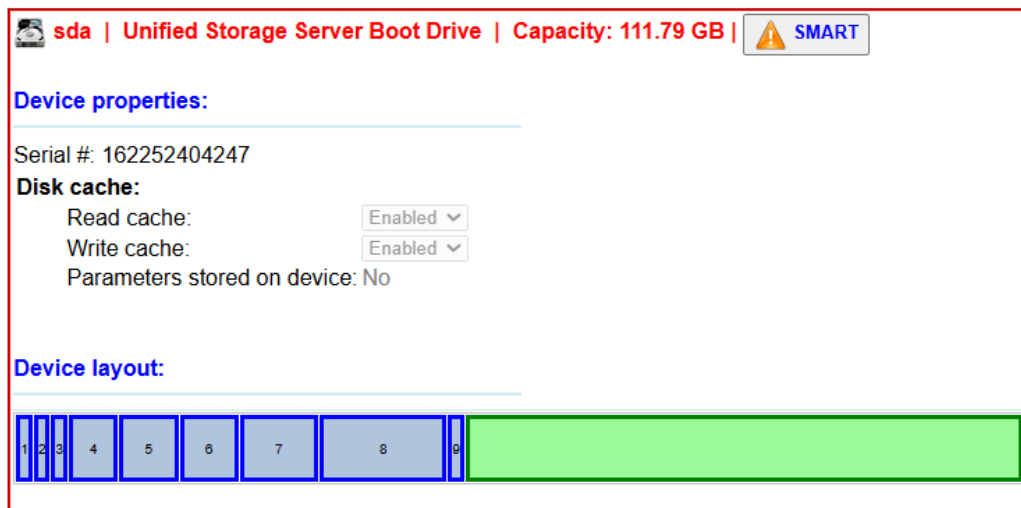 sda | Unified Storage Server Boot Drive | Capacity: 111.79 GB | SMART
Device properties:
Serial #: 162252404247
Disk cache:
Read cache: Enabled
Write cache: Enabled
Parameters stored on device: No
Device layout:
1 2 3 4 5 6 7 8 9